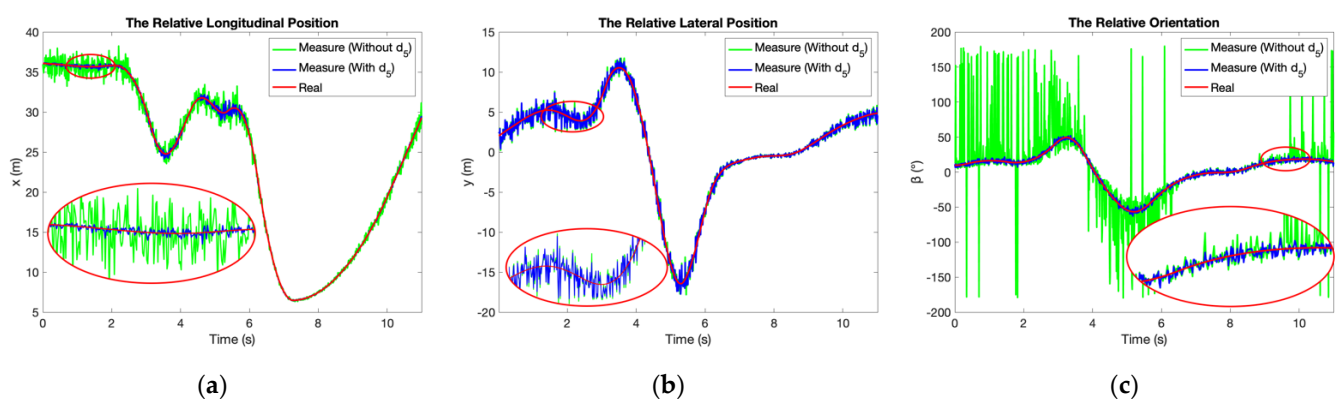 The Relative Longitudinal Position
Measure (Without d5)
Measure (With d5)
Real
40
35
30
25
20
15
10
5
x (m)
0
2
4
6
8
10
Time (s)
(a)
The Relative Lateral Position
Measure (Without d5)
Measure (With d5)
Real
15
10
5
0
-5
-10
-15
-20
y (m)
2
4
6
8
10
Time (s)
(b)
The Relative Orientation
Measure (Without d5)
Measure (With d5)
Real
200
150
100
50
0
-50
-100
-150
-200
β (°)
0
2
4
6
8
10
Time (s)
(c)